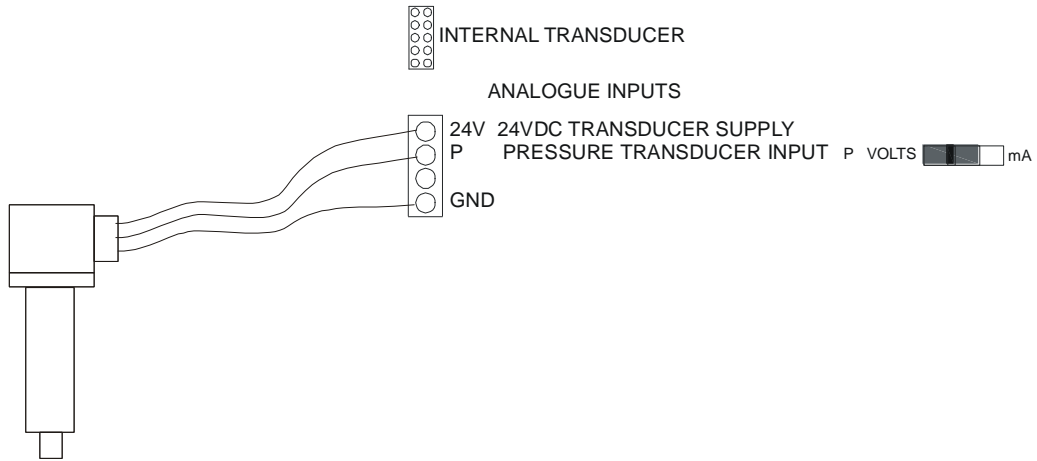 INTERNAL TRANSDUCER
ANALOGUE INPUTS
24V 24VDC TRANSDUCER SUPPLY
P PRESSURE TRANSDUCER INPUT P VOLTS mA
GND